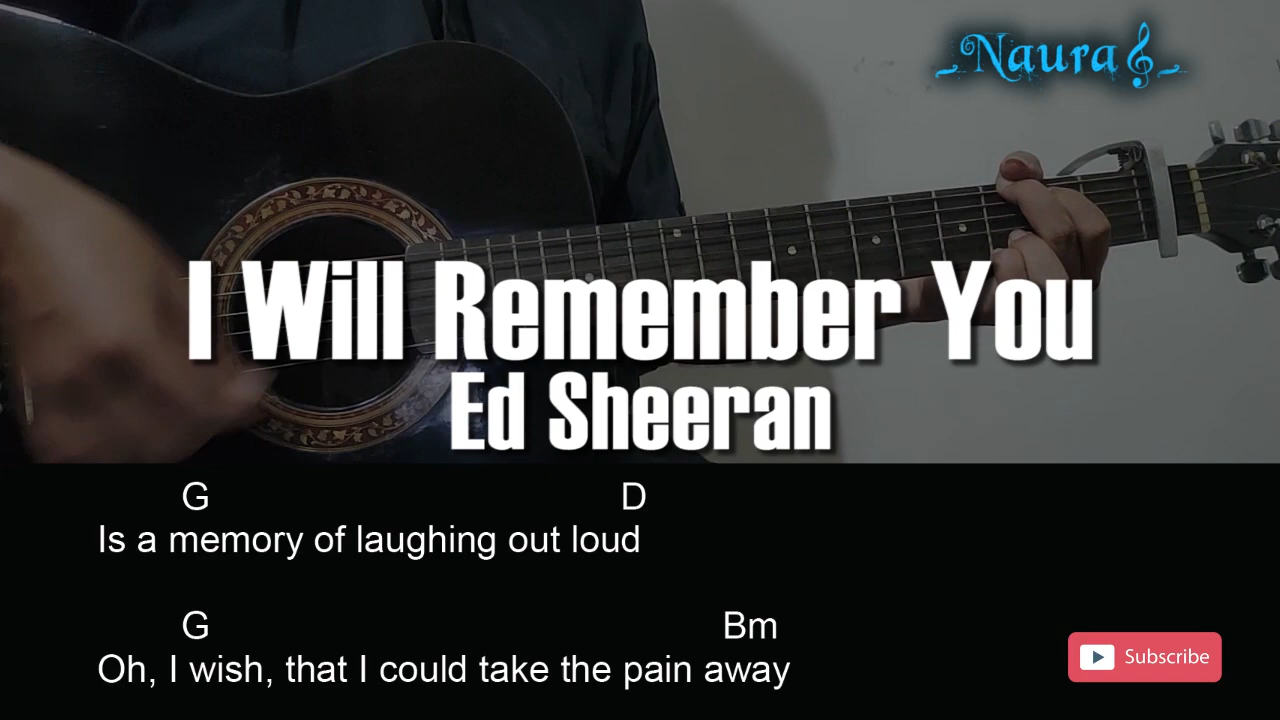 Naura
I Will Remember You
Ed Sheeran
G D
Is a memory of laughing out loud
G Bm
Oh, I wish, that I could take the pain away
Subscribe